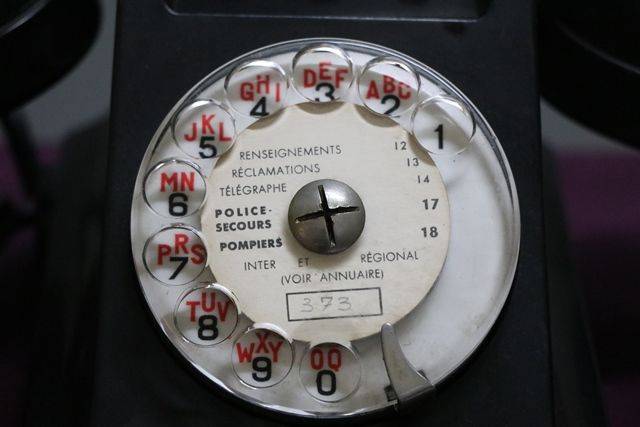 GHI
4
DEF
3
ABC
2
1
JKL
5
MN
6
PRS
7
TUV
8
WXY
9
OQ
0
RENSEIGNEMENTS 12
RÉCLAMATIONS 13
TÉLÉGRAPHE 14
POLICE-
SECOURS 17
POMPIERS 18
INTER ET RÉGIONAL
(VOIR ANNUAIRE)
373